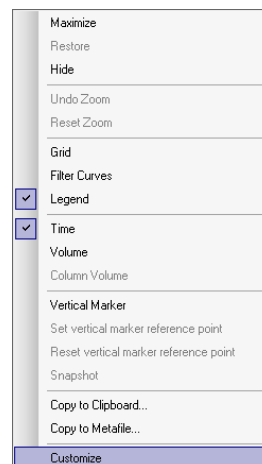 Maximize
Restore
Hide
Undo Zoom
Reset Zoom
Grid
Filter Curves
Legend
Time
Volume
Column Volume
Vertical Marker
Set vertical marker reference point
Reset vertical marker reference point
Snapshot
Copy to Clipboard...
Copy to Metafile...
Customize